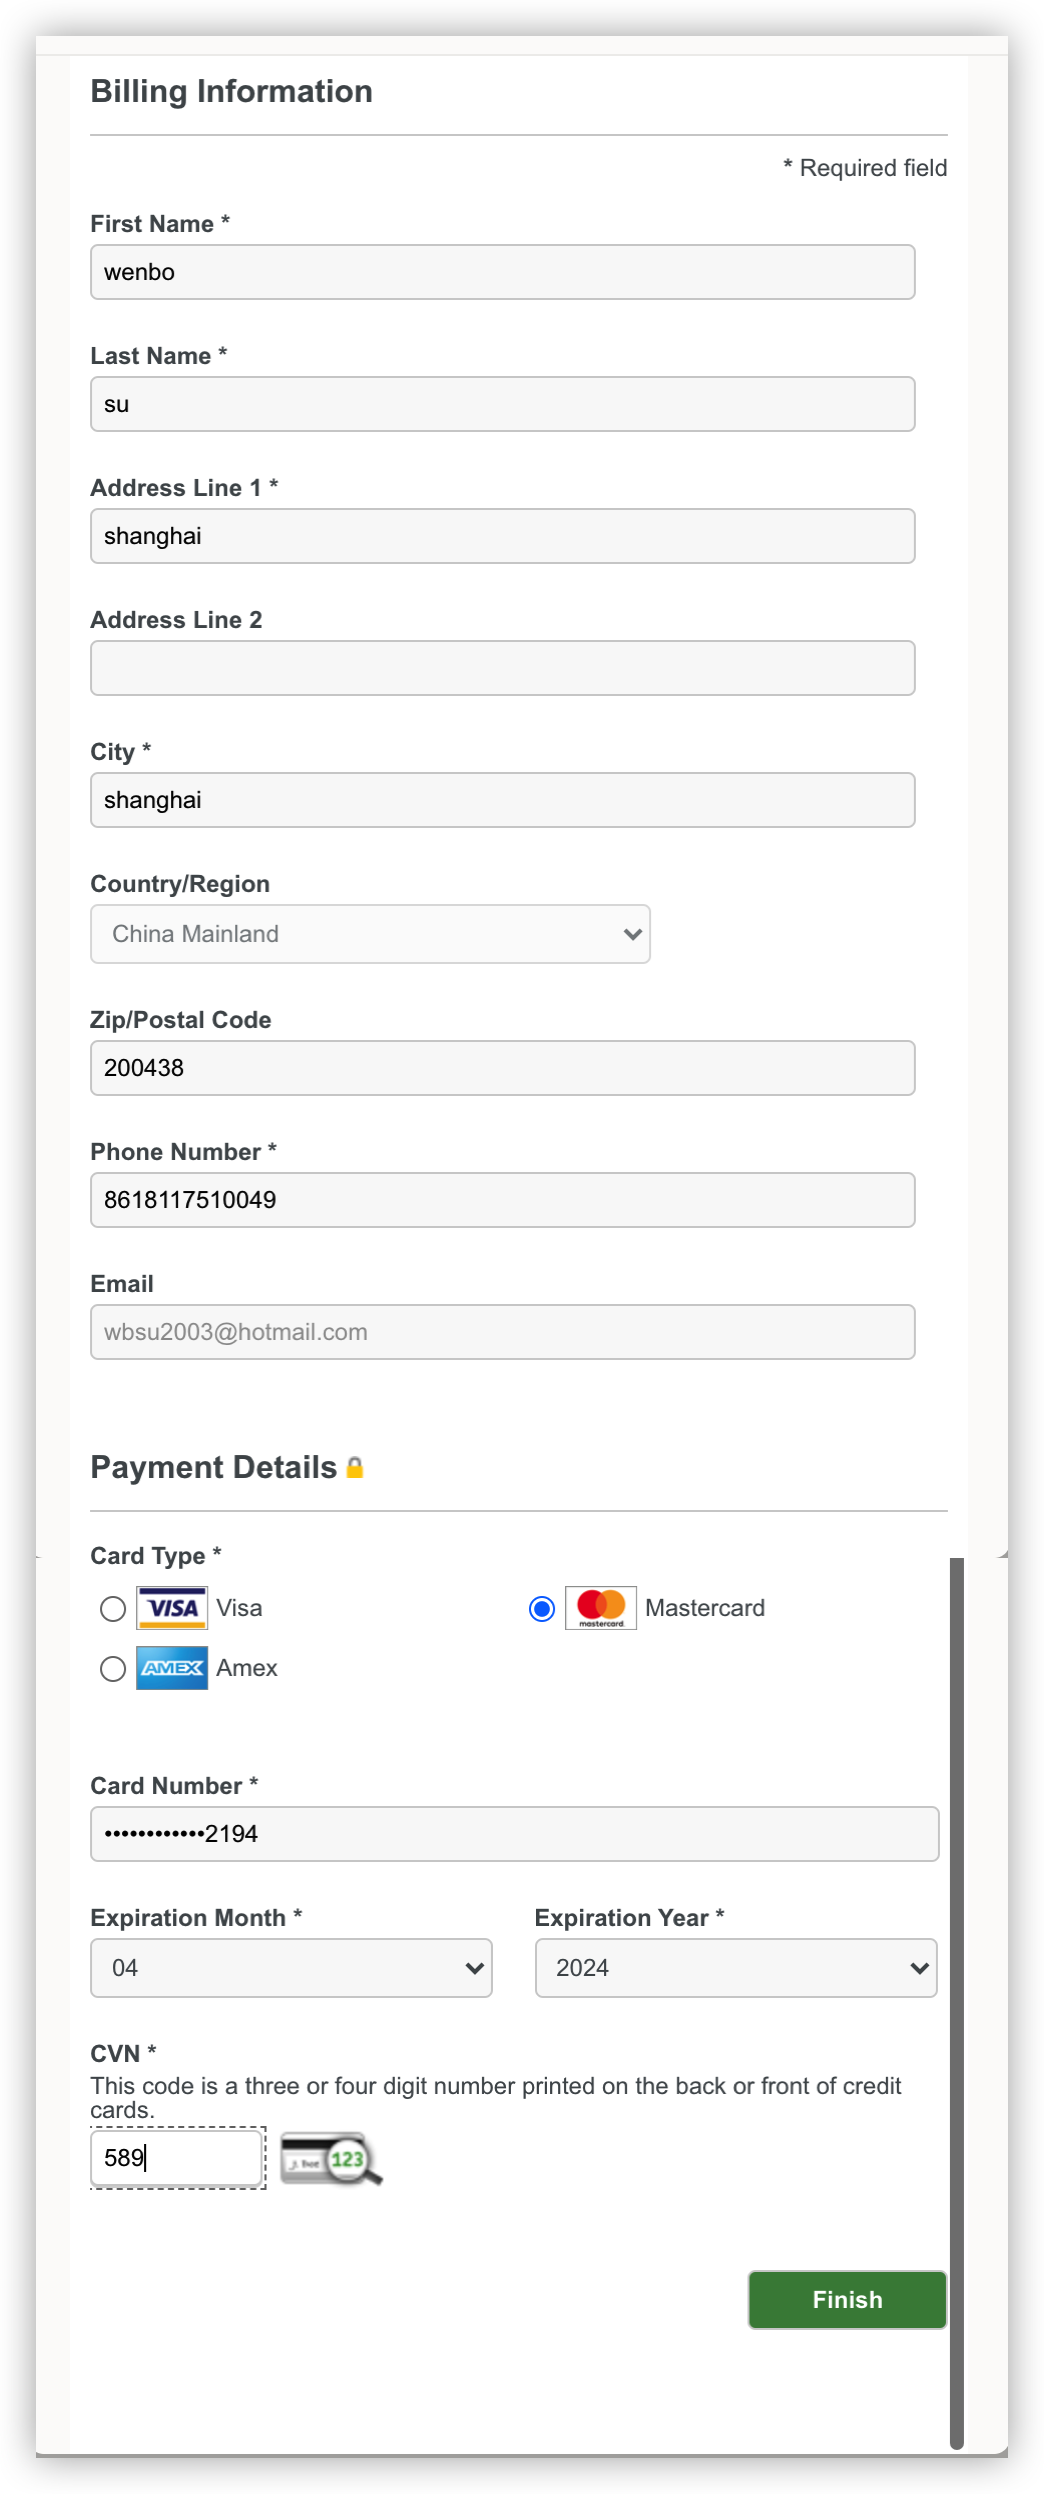 Billing Information
* Required field
First Name *
wenbo
Last Name *
su
Address Line 1 *
shanghai
Address Line 2
City *
shanghai
Country/Region
China Mainland
Zip/Postal Code
200438
Phone Number *
8618117510049
Email
wbsu2003@hotmail.com
Payment Details
Card Type *
VISA Visa
mastercard. Mastercard
AMEX Amex
Card Number *
••••••••••••2194
Expiration Month * Expiration Year *
04 2024
CVN *
This code is a three or four digit number printed on the back or front of credit
cards.
589 123
Finish